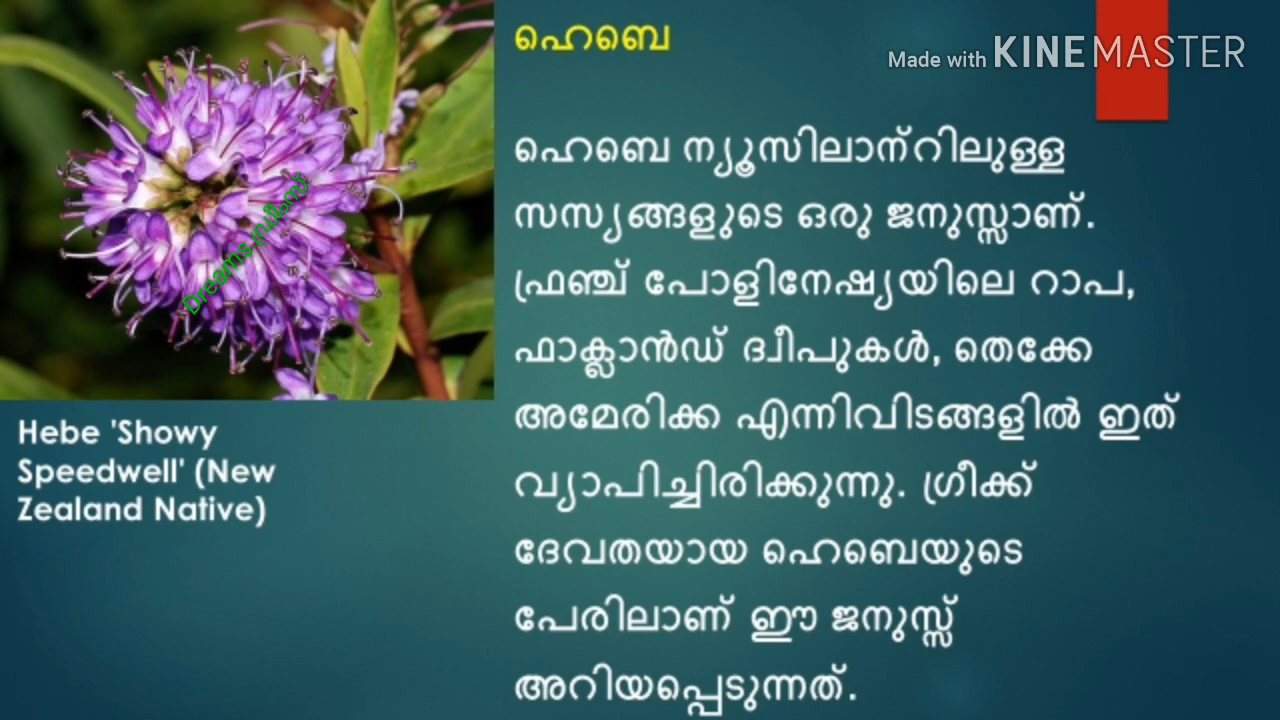 ഹെബെ
Made with KINEMASTER
ഹെബെ ന്യൂസിലാന്റിലുള്ള
സസ്യങ്ങളുടെ ഒരു ജനുസ്സാണ്.
ഫ്രഞ്ച് പോളിനേഷ്യയിലെ റാപ,
ഫാക്ലാൻഡ് ദ്വീപുകൾ, തെക്കേ
അമേരിക്ക എന്നിവിടങ്ങളിൽ ഇത്
വ്യാപിച്ചിരിക്കുന്നു. ഗ്രീക്ക്
ദേവതയായ ഹെബെയുടെ
പേരിലാണ് ഈ ജനുസ്സ്
അറിയപ്പെടുന്നത്.
Dreams
Hebe 'Showy
Speedwell' (New
Zealand Native)